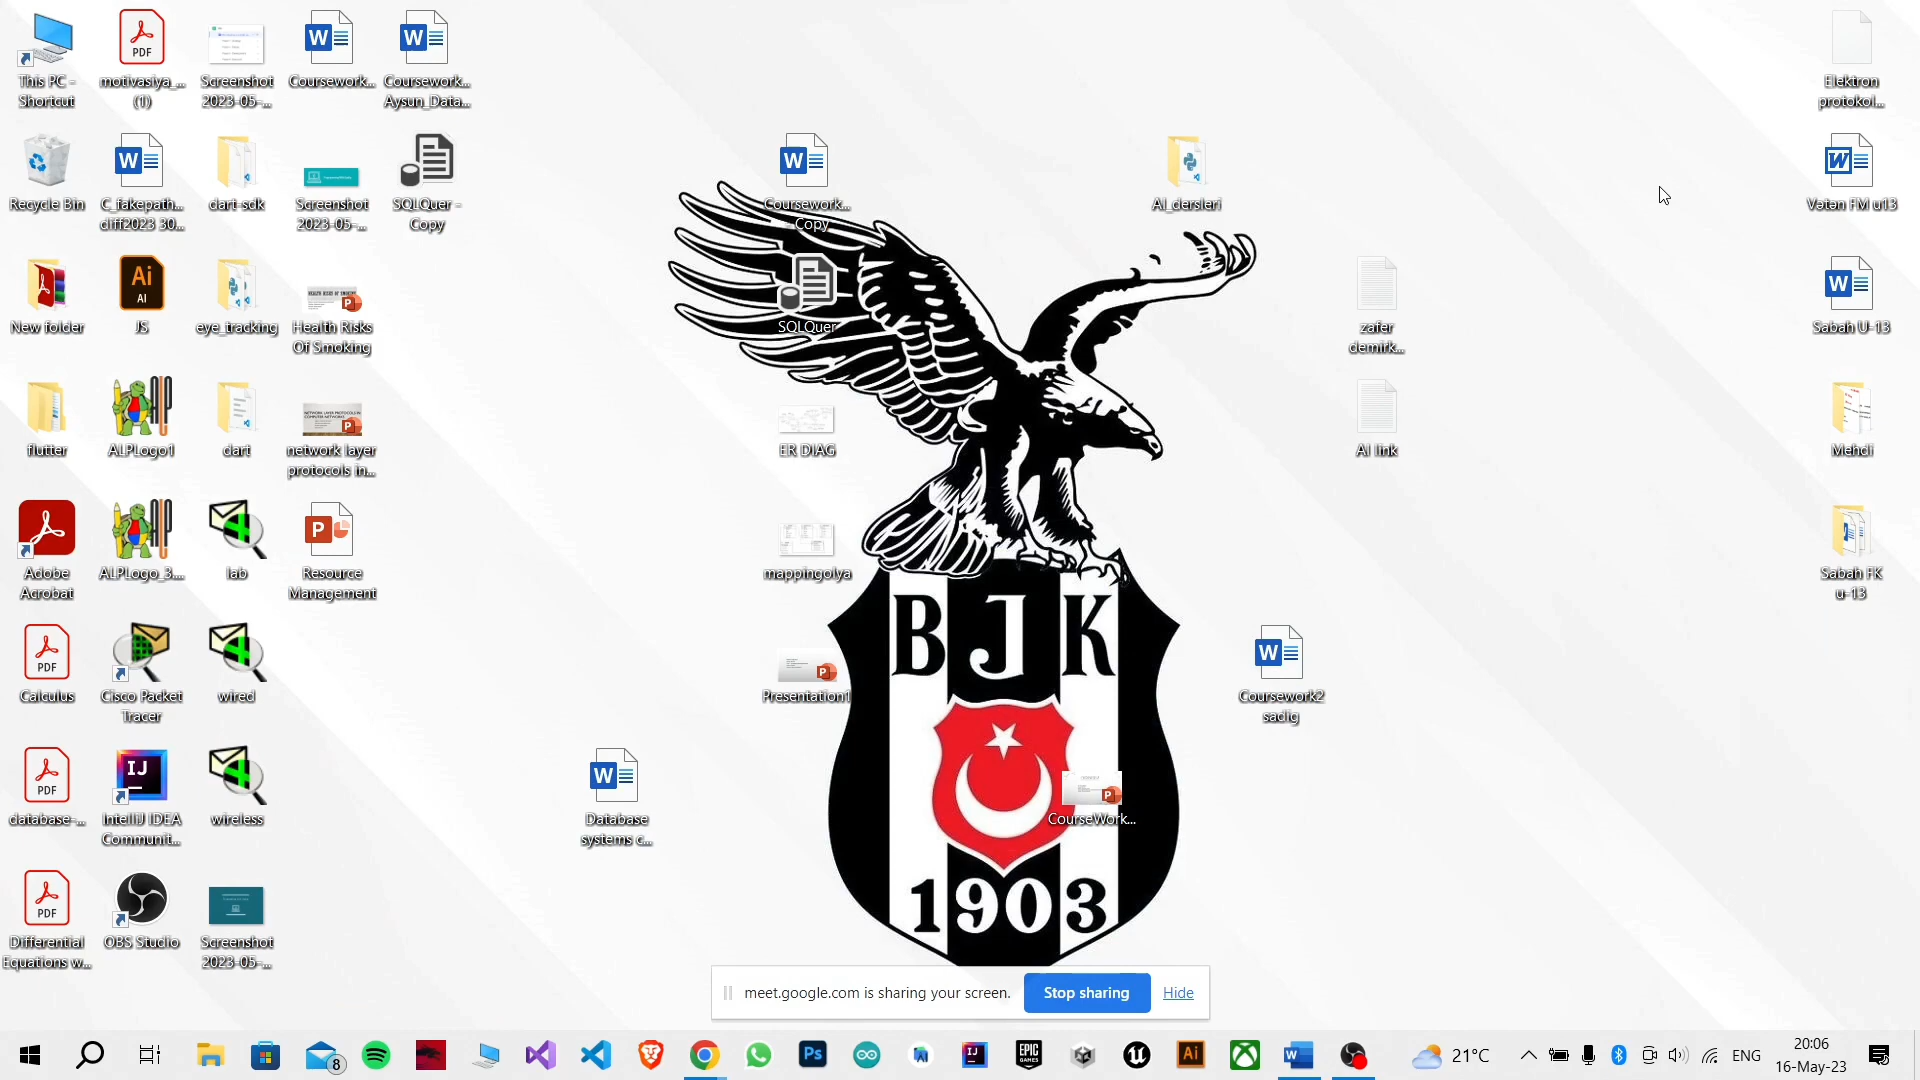 This PC -
Shortcut
motivasiya_...
(1)
Screenshot
2023-05-...
Coursework...
Coursework...
Aysun_Data...
Elektron
protokol...
Recycle Bin
C_fakepath...
diff2023 30...
dart-sdk
Screenshot
2023-05-...
SQLQuer -
Copy
Coursework...
- Copy
AI_dersleri
Vətən FM u13
New folder
JS
eye_tracking
Health Risks
Of Smoking
SQLQuer
zafer
demirk...
Sabah U-13
flutter
ALPLogo1
dart
network layer
protocols in...
ER DIAG
AI link
Mehdi
Adobe
Acrobat
ALPLogo_3....
lab
Resource
Management
mappingolya
Sabah FK
u-13
Calculus
Cisco Packet
Tracer
wired
Presentation1
Coursework2
sadig
database-...
IntelliJ IDEA
Communit...
wireless
Database
systems c...
CourseWork...
Differential
Equations w...
OBS Studio
Screenshot
2023-05-...
BJK
1903
meet.google.com is sharing your screen.
Stop sharing
Hide
8
21°C
ENG
20:06
16-May-23